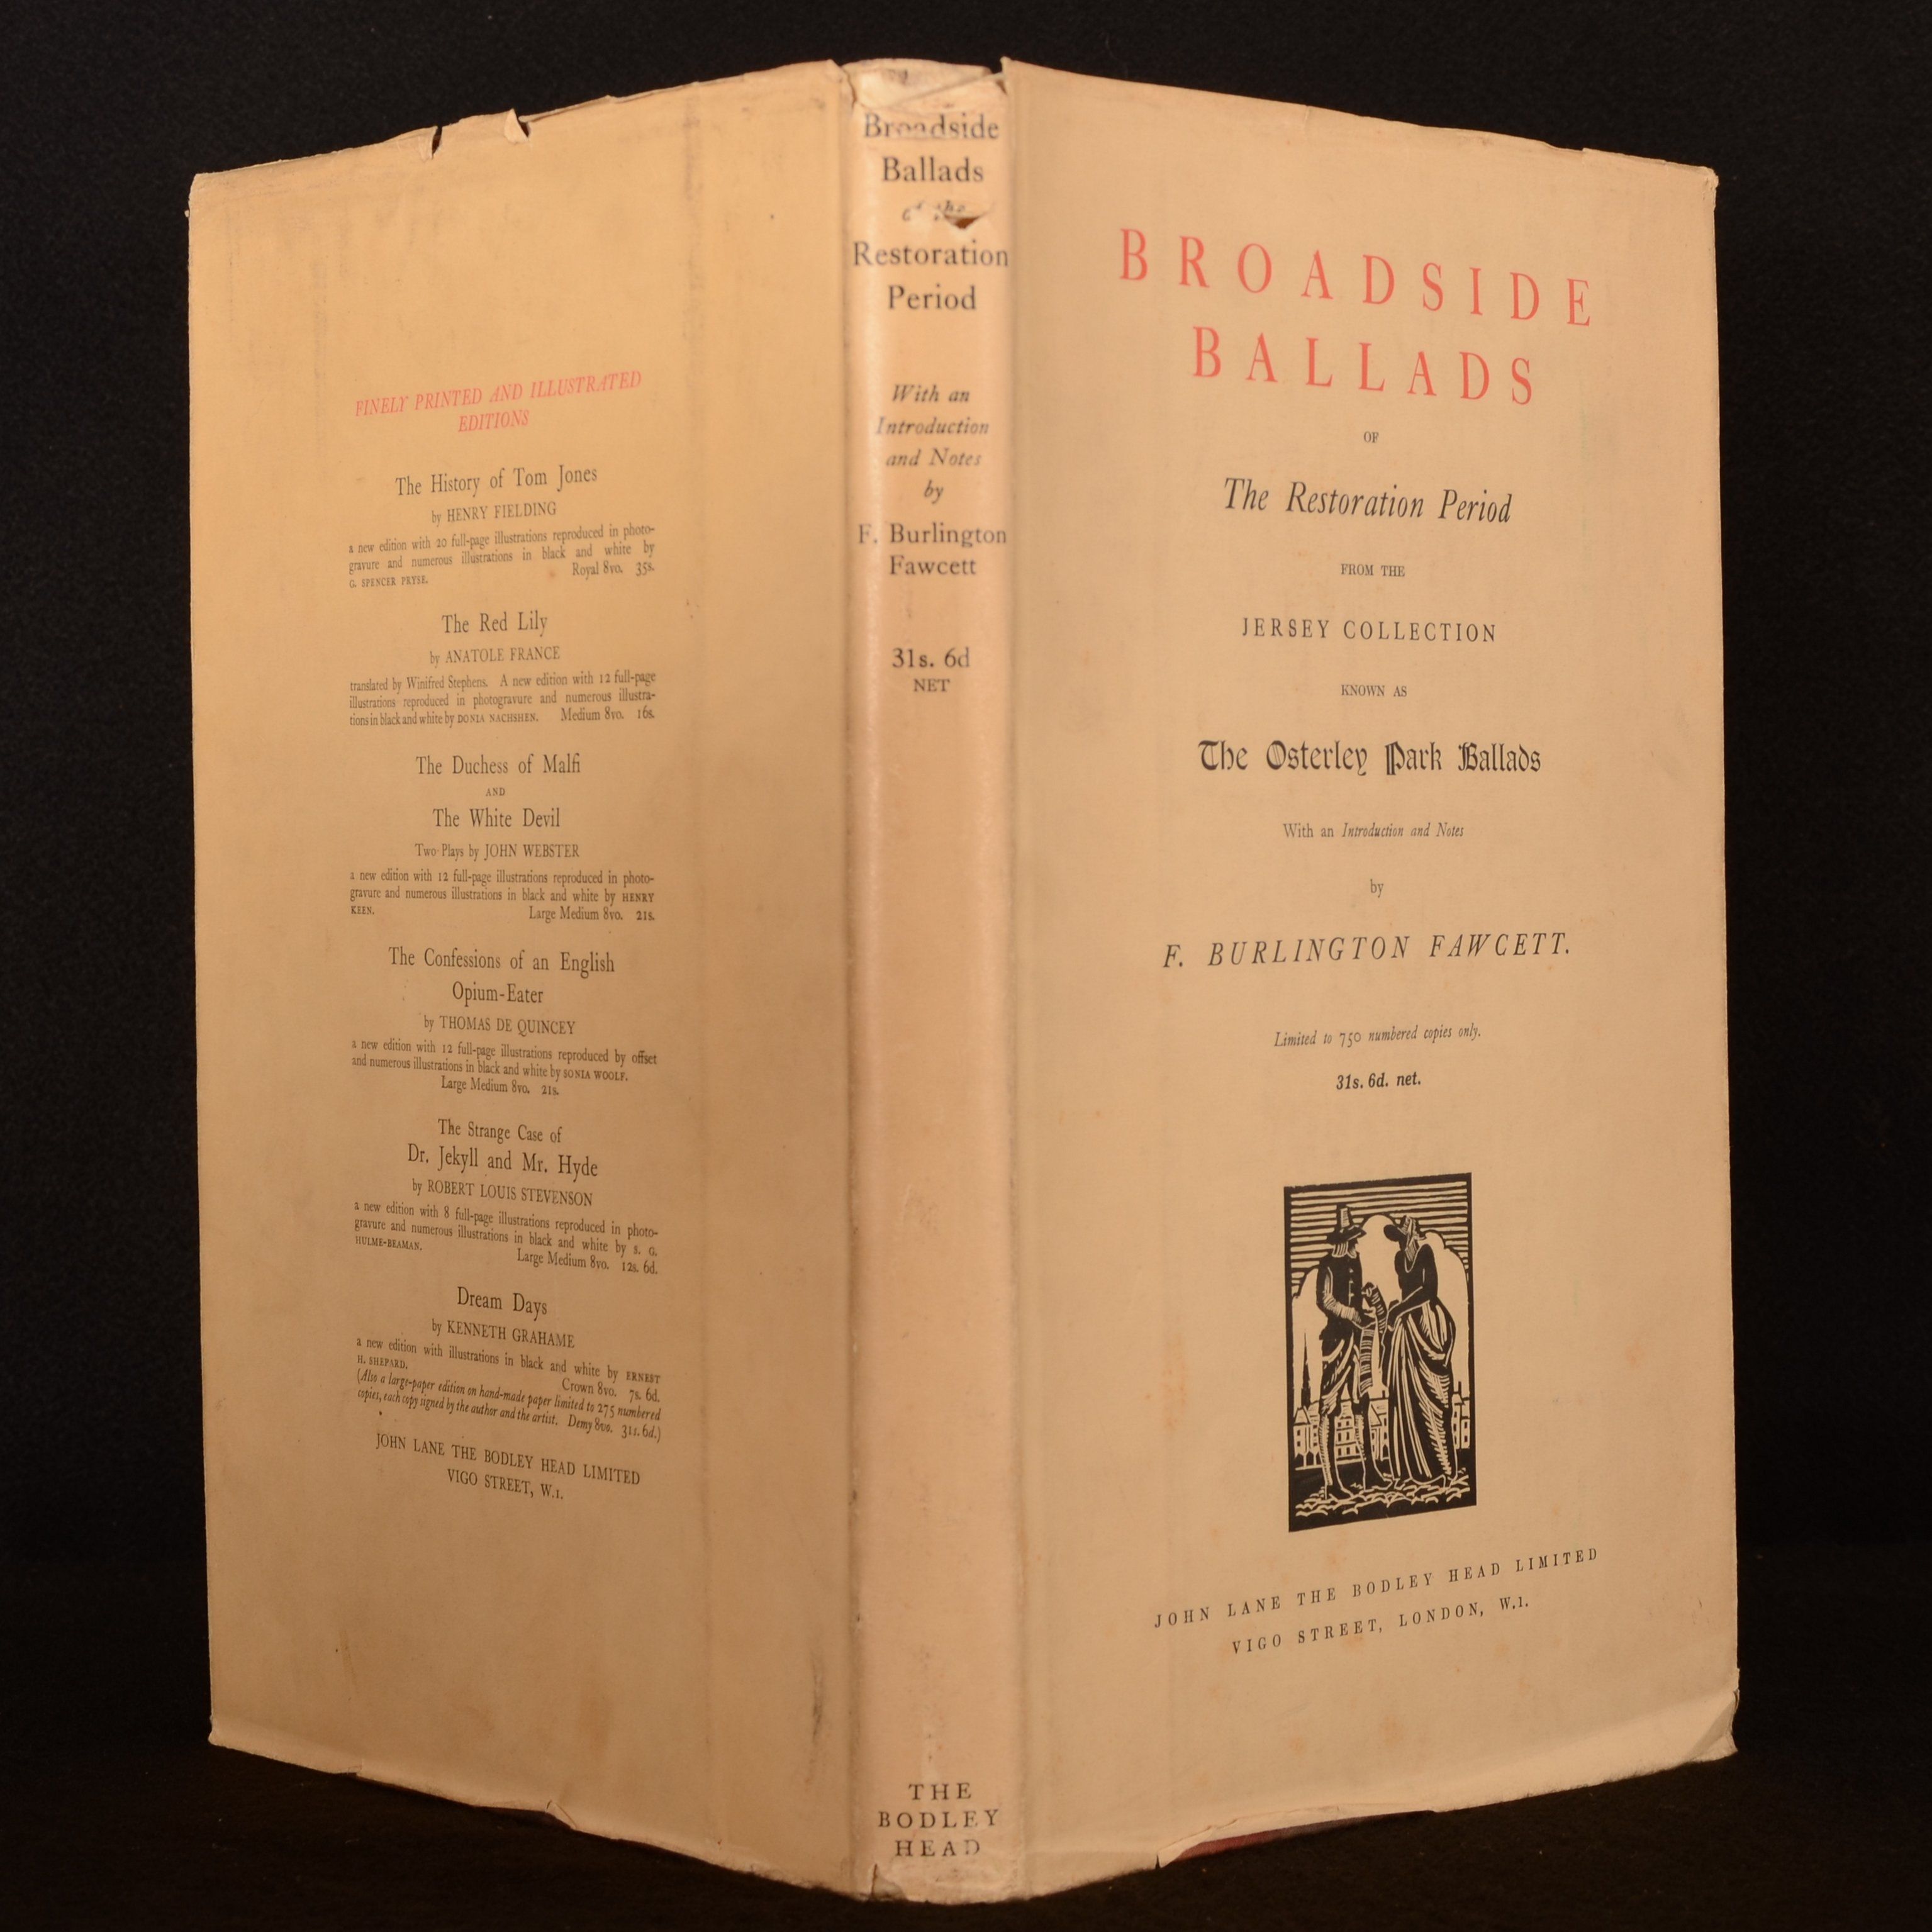 FINELY PRINTED AND ILLUSTRATED
EDITIONS
The History of Tom Jones
by HENRY FIELDING
a new edition with 20 full-page illustrations reproduced in photo-
gravure and numerous illustrations in black and white by
G. SPENCER PRYSE. Royal 8vo. 35s.
The Red Lily
by ANATOLE FRANCE
translated by Winifred Stephens. A new edition with 12 full-page
illustrations reproduced in photogravure and numerous illustra-
tions in black and white by DONIA NACHSHEN. Medium 8vo. 16s.
The Duchess of Malfi
AND
The White Devil
Two Plays by JOHN WEBSTER
a new edition with 12 full-page illustrations reproduced in photo-
gravure and numerous illustrations in black and white by HENRY
KEEN. Large Medium 8vo. 21s.
The Confessions of an English
Opium-Eater
by THOMAS DE QUINCEY
a new edition with 12 full-page illustrations reproduced by offset
and numerous illustrations in black and white by SONIA WOOLF.
Large Medium 8vo. 21s.
The Strange Case of
Dr. Jekyll and Mr. Hyde
by ROBERT LOUIS STEVENSON
a new edition with 8 full-page illustrations reproduced in photo-
gravure and numerous illustrations in black and white by S. G.
HULME-BEAMAN. Large Medium 8vo. 12s. 6d.
Dream Days
by KENNETH GRAHAME
a new edition with illustrations in black and white by ERNEST
H. SHEPARD. Crown 8vo. 7s. 6d.
(Also a large-paper edition on hand-made paper limited to 275 numbered
copies, each copy signed by the author and the artist. Demy 8vo. 31s. 6d.)
JOHN LANE THE BODLEY HEAD LIMITED
VIGO STREET, W.1.
Broadside
Ballads
of the
Restoration
Period
With an
Introduction
and Notes
by
F. Burlington
Fawcett
31s. 6d
NET
THE
BODLEY
HEAD
BROADSIDE
BALLADS
OF
The Restoration Period
FROM THE
JERSEY COLLECTION
KNOWN AS
The Osterley Park Ballads
With an Introduction and Notes
by
F. BURLINGTON FAWCETT.
Limited to 750 numbered copies only.
31s. 6d. net.
JOHN LANE THE BODLEY HEAD LIMITED
VIGO STREET, LONDON, W.1.